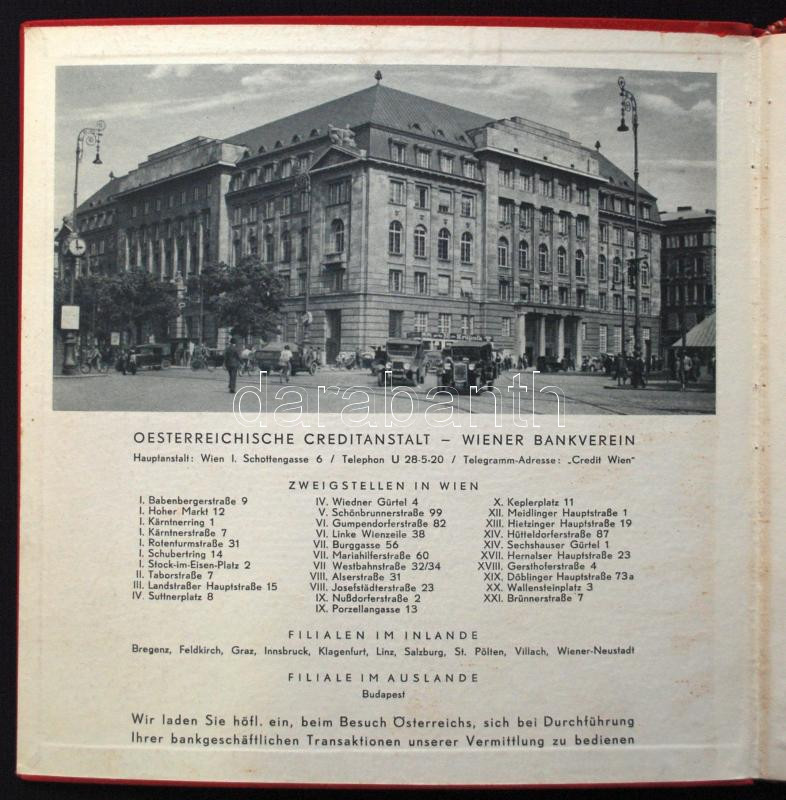 darabanth
OESTERREICHISCHE CREDITANSTALT – WIENER BANKVEREIN
Hauptanstalt: Wien I. Schottengasse 6 / Telephon U 28-5-20 / Telegramm-Adresse: „Credit Wien"
ZWEIGSTELLEN IN WIEN
I. Babenbergerstraße 9
I. Hoher Markt 12
I. Kärntnerring 1
I. Kärntnerstraße 7
I. Rotenturmstraße 31
I. Schubertring 14
I. Stock-im-Eisen-Platz 2
II. Taborstraße 7
III. Landstraßer Hauptstraße 15
IV. Suttnerplatz 8
IV. Wiedner Gürtel 4
V. Schönbrunnerstraße 99
VI. Gumpendorferstraße 82
VI. Linke Wienzeile 38
VII. Burggasse 56
VII. Mariahilferstraße 60
VII Westbahnstraße 32/34
VIII. Alserstraße 31
VIII. Josefstädterstraße 23
IX. Nußdorferstraße 2
IX. Porzellangasse 13
X. Keplerplatz 11
XII. Meidlinger Hauptstraße 1
XIII. Hietzinger Hauptstraße 19
XIV. Hütteldorferstraße 87
XIV. Sechshauser Gürtel 1
XVII. Hernalser Hauptstraße 23
XVIII. Gersthoferstraße 4
XIX. Döblinger Hauptstraße 73a
XX. Wallensteinplatz 3
XXI. Brünnerstraße 7
FILIALEN IM INLANDE
Bregenz, Feldkirch, Graz, Innsbruck, Klagenfurt, Linz, Salzburg, St. Pölten, Villach, Wiener-Neustadt
FILIALE IM AUSLANDE
Budapest
Wir laden Sie höfl. ein, beim Besuch Österreichs, sich bei Durchführung
Ihrer bankgeschäftlichen Transaktionen unserer Vermittlung zu bedienen